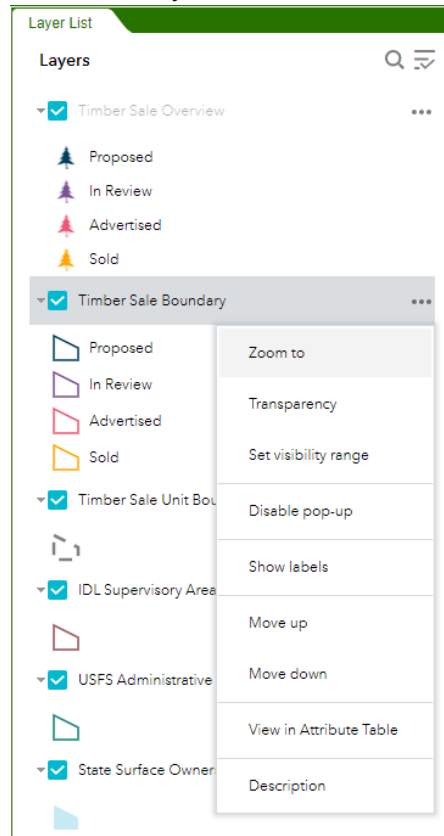 Layer List
Layers
Timber Sale Overview
Proposed
In Review
Advertised
Sold
Timber Sale Boundary
Proposed
In Review
Advertised
Sold
Timber Sale Unit Bou
IDL Supervisory Area
USFS Administrative
State Surface Owner
Zoom to
Transparency
Set visibility range
Disable pop-up
Show labels
Move up
Move down
View in Attribute Table
Description